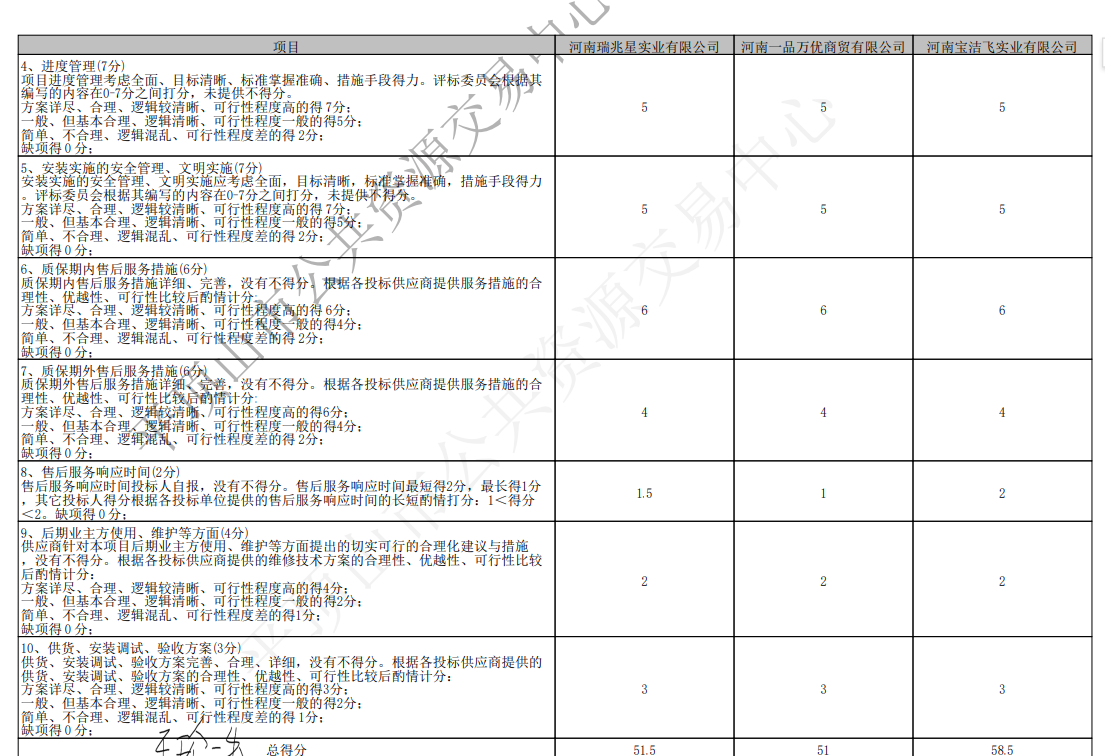 项目 河南瑞兆星实业有限公司 河南一品万优商贸有限公司 河南宝洁飞实业有限公司
4、进度管理(7分)
项目进度管理考虑全面、目标清晰、标准掌握准确、措施手段得力。评标委员会根据其
编写的内容在0-7分之间打分，未提供不得分。
方案详尽、合理、逻辑较清晰、可行性程度高的得7分；
一般、但基本合理、逻辑清晰、可行性程度一般的得5分；
简单、不合理、逻辑混乱、可行性程度差的得2分；
缺项得0分；
5 5 5
5、安装实施的安全管理、文明实施(7分)
安装实施的安全管理、文明实施应考虑全面，目标清晰，标准掌握准确，措施手段得力
。评标委员会根据其编写的内容在0-7分之间打分，未提供不得分。
方案详尽、合理、逻辑较清晰、可行性程度高的得7分；
一般、但基本合理、逻辑清晰、可行性程度一般的得5分；
简单、不合理、逻辑混乱、可行性程度差的得2分；
缺项得0分；
5 5 5
6、质保期内售后服务措施(6分)
质保期内售后服务措施详细、完善，没有不得分。根据各投标供应商提供服务措施的合
理性、优越性、可行性比较后酌情计分。
方案详尽、合理、逻辑较清晰、可行性程度高的得6分；
一般、但基本合理、逻辑清晰、可行性程度一般的得4分；
简单、不合理、逻辑混乱、可行性程度差的得2分；
缺项得0分；
6 6 6
7、质保期外售后服务措施(6分)
质保期外售后服务措施详细、完善，没有不得分。根据各投标供应商提供服务措施的合
理性、优越性、可行性比较后酌情计分：
方案详尽、合理、逻辑较清晰、可行性程度高的得6分；
一般、但基本合理、逻辑清晰、可行性程度一般的得4分；
简单、不合理、逻辑混乱、可行性程度差的得2分；
缺项得0分；
4 4 4
8、售后服务响应时间(2分)
售后服务响应时间投标人自报，没有不得分。售后服务响应时间最短得2分，最长得1分
，其它投标人得分根据各投标单位提供的售后服务响应时间的长短酌情打分：1＜得分
＜2。缺项得0分；
1.5 1 2
9、后期业主方使用、维护等方面(4分)
供应商针对本项目后期业主方使用、维护等方面提出的切实可行的合理化建议与措施
，没有不得分。根据各投标供应商提供的维修技术方案的合理性、优越性、可行性比较
后酌情计分：
方案详尽、合理、逻辑较清晰、可行性程度高的得4分；
一般、但基本合理、逻辑清晰、可行性程度一般的得2分；
简单、不合理、逻辑混乱、可行性程度差的得1分；
缺项得0分；
2 2 2
10、供货、安装调试、验收方案(3分)
供货、安装调试、验收方案完善、合理、详细，没有不得分。根据各投标供应商提供的
供货、安装调试、验收方案的合理性、优越性、可行性比较后酌情计分：
方案详尽、合理、逻辑较清晰、可行性程度高的得3分；
一般、但基本合理、逻辑清晰、可行性程度一般的得2分；
简单、不合理、逻辑混乱、可行性程度差的得1分；
缺项得0分；
3 3 3
总得分 51.5 51 58.5
平顶山市公共资源交易中心
平顶山市公共资源交易中心